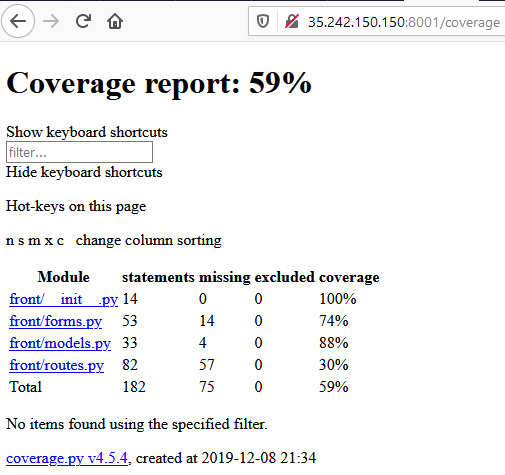 35.242.150.150:8001/coverage
Coverage report: 59%
Show keyboard shortcuts
filter...
Hide keyboard shortcuts
Hot-keys on this page
n s m x c change column sorting
Module statements missing excluded coverage
front/__init__.py 14 0 0 100%
front/forms.py 53 14 0 74%
front/models.py 33 4 0 88%
front/routes.py 82 57 0 30%
Total 182 75 0 59%
No items found using the specified filter.
coverage.py v4.5.4, created at 2019-12-08 21:34